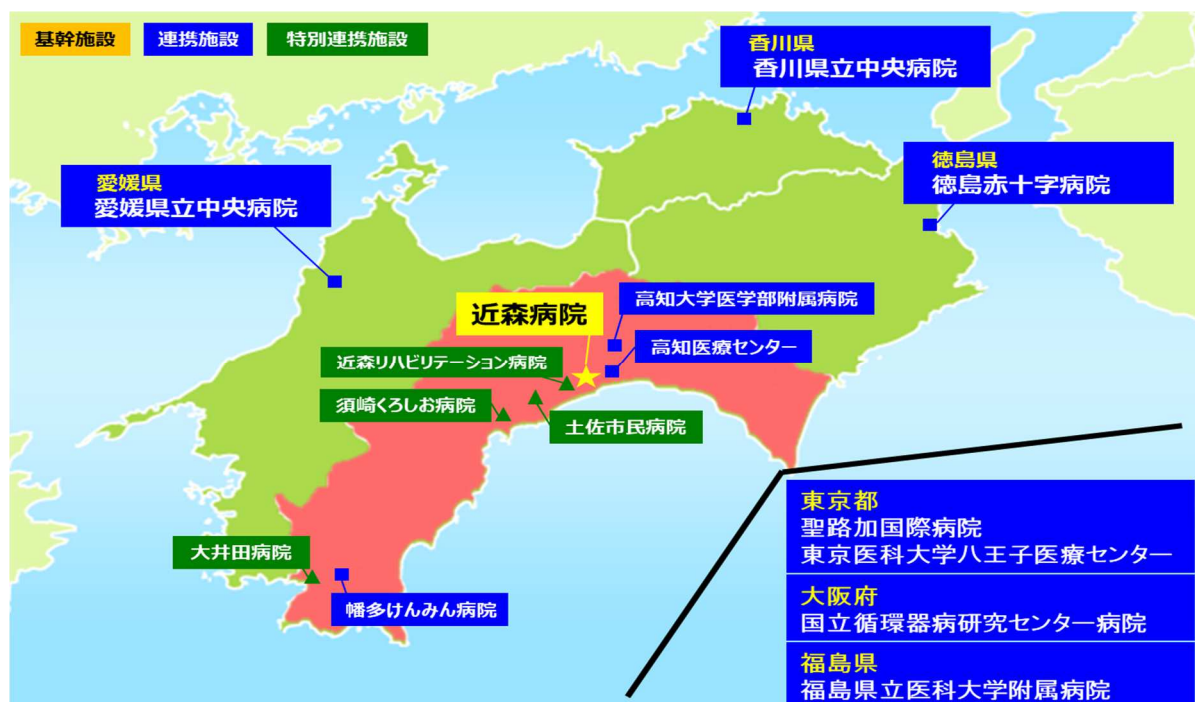 基幹施設
連携施設
特別連携施設
香川県
香川県立中央病院
徳島県
徳島赤十字病院
愛媛県
愛媛県立中央病院
近森病院
高知大学医学部附属病院
高知医療センター
近森リハビリテーション病院
須崎くろしお病院
土佐市民病院
大井田病院
幡多けんみん病院
東京都
聖路加国際病院
東京医科大学八王子医療センター
大阪府
国立循環器病研究センター病院
福島県
福島県立医科大学附属病院